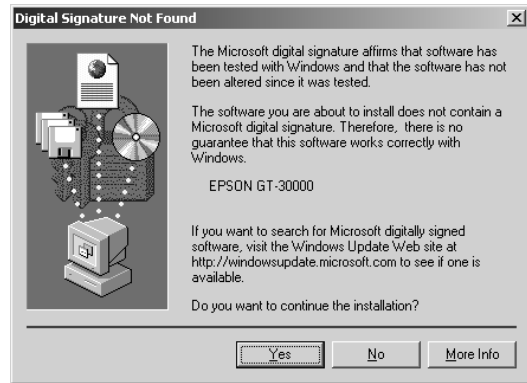 Digital Signature Not Found
The Microsoft digital signature affirms that software has
been tested with Windows and that the software has not
been altered since it was tested.
The software you are about to install does not contain a
Microsoft digital signature. Therefore, there is no
guarantee that this software works correctly with
Windows.
EPSON GT-30000
If you want to search for Microsoft digitally signed
software, visit the Windows Update Web site at
http://windowsupdate.microsoft.com to see if one is
available.
Do you want to continue the installation?
Yes No More Info